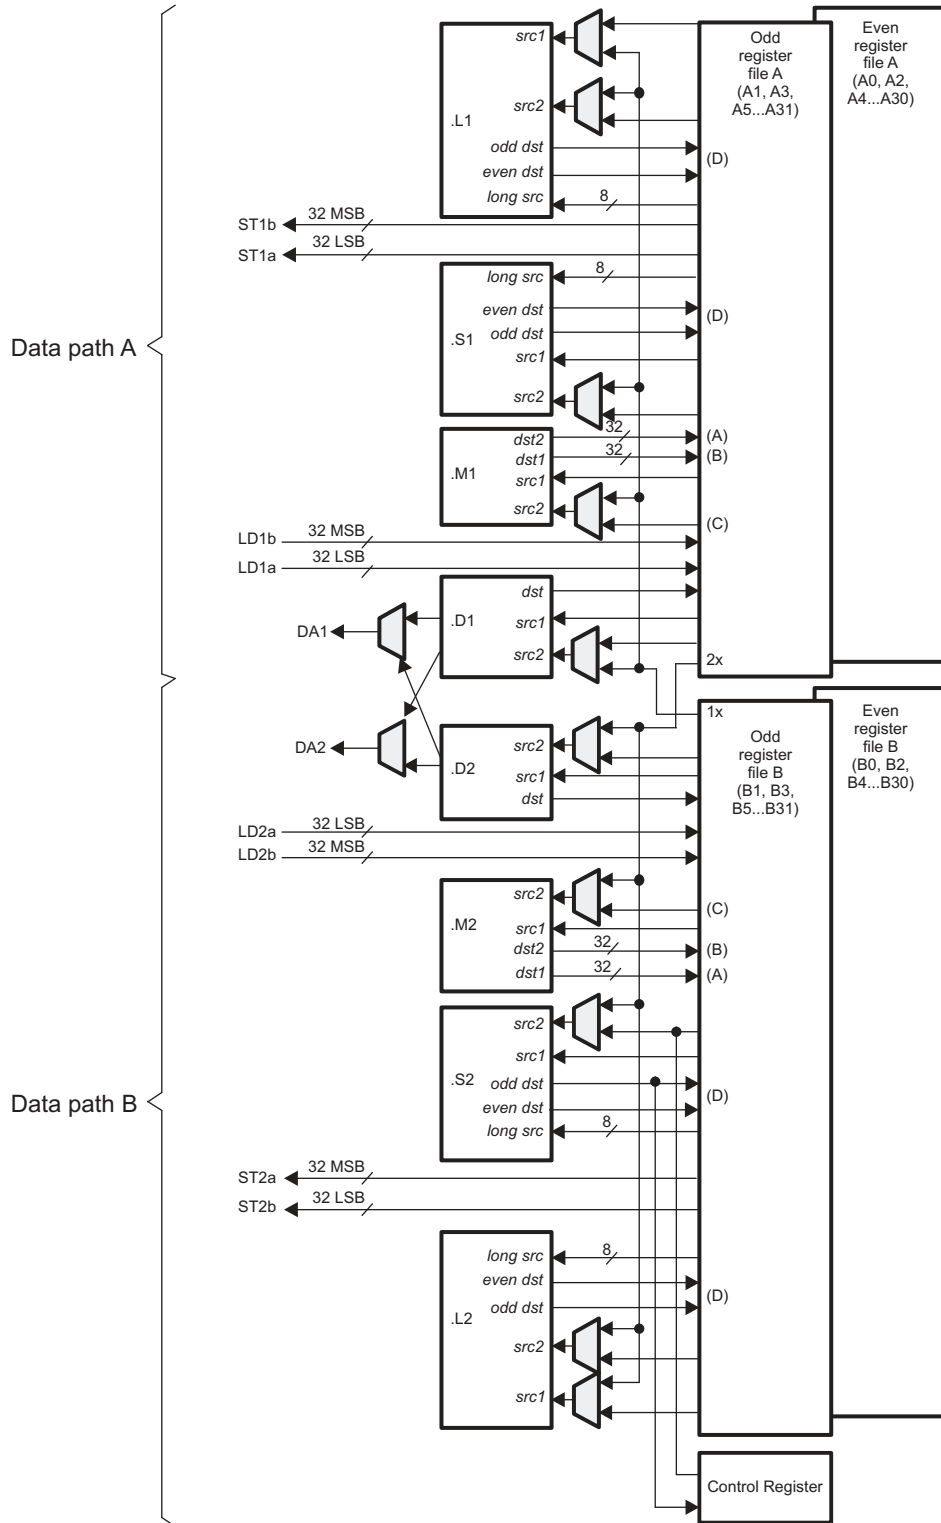 Odd
register
file A
(A1, A3,
A5...A31)
Even
register
file A
(A0, A2,
A4...A30)
src1
src2
.L1
odd dst
even dst
long src
8
(D)
ST1b
32 MSB
ST1a
32 LSB
long src
8
even dst
(D)
.S1
odd dst
src1
src2
Data path A
dst2
32
(A)
dst1
32
(B)
.M1
src1
src2
(C)
LD1b
32 MSB
LD1a
32 LSB
dst
.D1
src1
src2
DA1
2x
1x
Odd
register
file B
(B1, B3,
B5...B31)
Even
register
file B
(B0, B2,
B4...B30)
DA2
src2
.D2
src1
dst
LD2a
32 LSB
LD2b
32 MSB
src2
(C)
.M2
src1
dst2
32
(B)
dst1
32
(A)
src2
src1
.S2
odd dst
(D)
even dst
long src
8
Data path B
ST2a
32 MSB
ST2b
32 LSB
long src
8
even dst
(D)
odd dst
.L2
src2
src1
Control Register